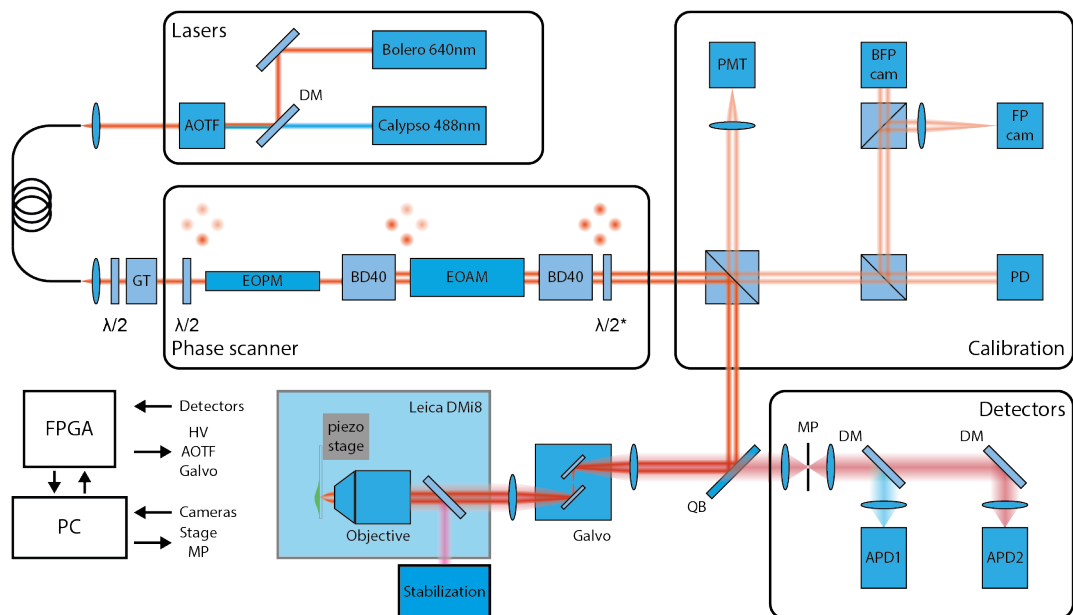 Lasers
Bolero 640nm
DM
AOTF
Calypso 488nm
PMT
BFP
cam
FP
cam
GT
EOPM
BD40
EOAM
BD40
PD
λ/2
λ/2
λ/2*
Phase scanner
Calibration
FPGA
Detectors
HV
AOTF
Galvo
PC
Cameras
Stage
MP
Leica DMi8
piezo
stage
Objective
Stabilization
Galvo
QB
Detectors
MP
DM
DM
APD1
APD2